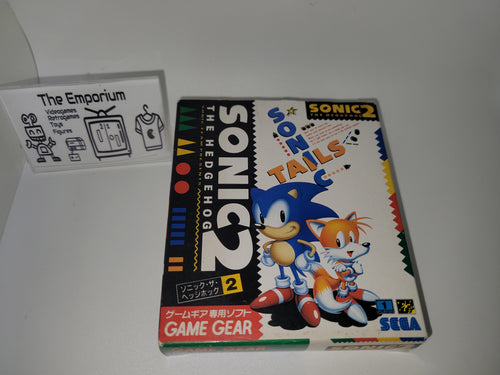 The Emporium
Videogames
Retrogames
Toys
Figures
SONIC 2
THE HEDGEHOG
ソニック・ザ・
ヘッジホッグ 2
ゲームギア専用ソフト
GAME GEAR
SONIC 2
THE HEDGEHOG
SONIC
TAILS
SEGA